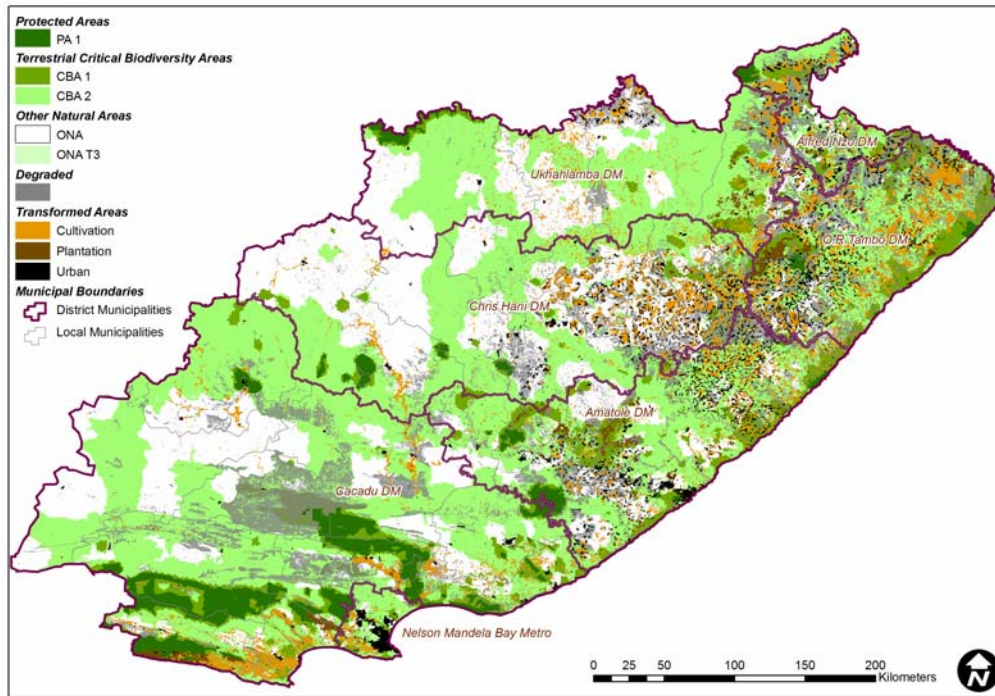 Protected Areas
PA 1
Terrestrial Critical Biodiversity Areas
CBA 1
CBA 2
Other Natural Areas
ONA
ONA T3
Degraded
Transformed Areas
Cultivation
Plantation
Urban
Municipal Boundaries
District Municipalities
Local Municipalities
Alfred Nzo DM
Ukhahlamba DM
O.R.Tambo DM
Chris Hani DM
Amatole DM
Cacadu DM
Nelson Mandela Bay Metro
0 25 50 100 150 200
Kilometers
N